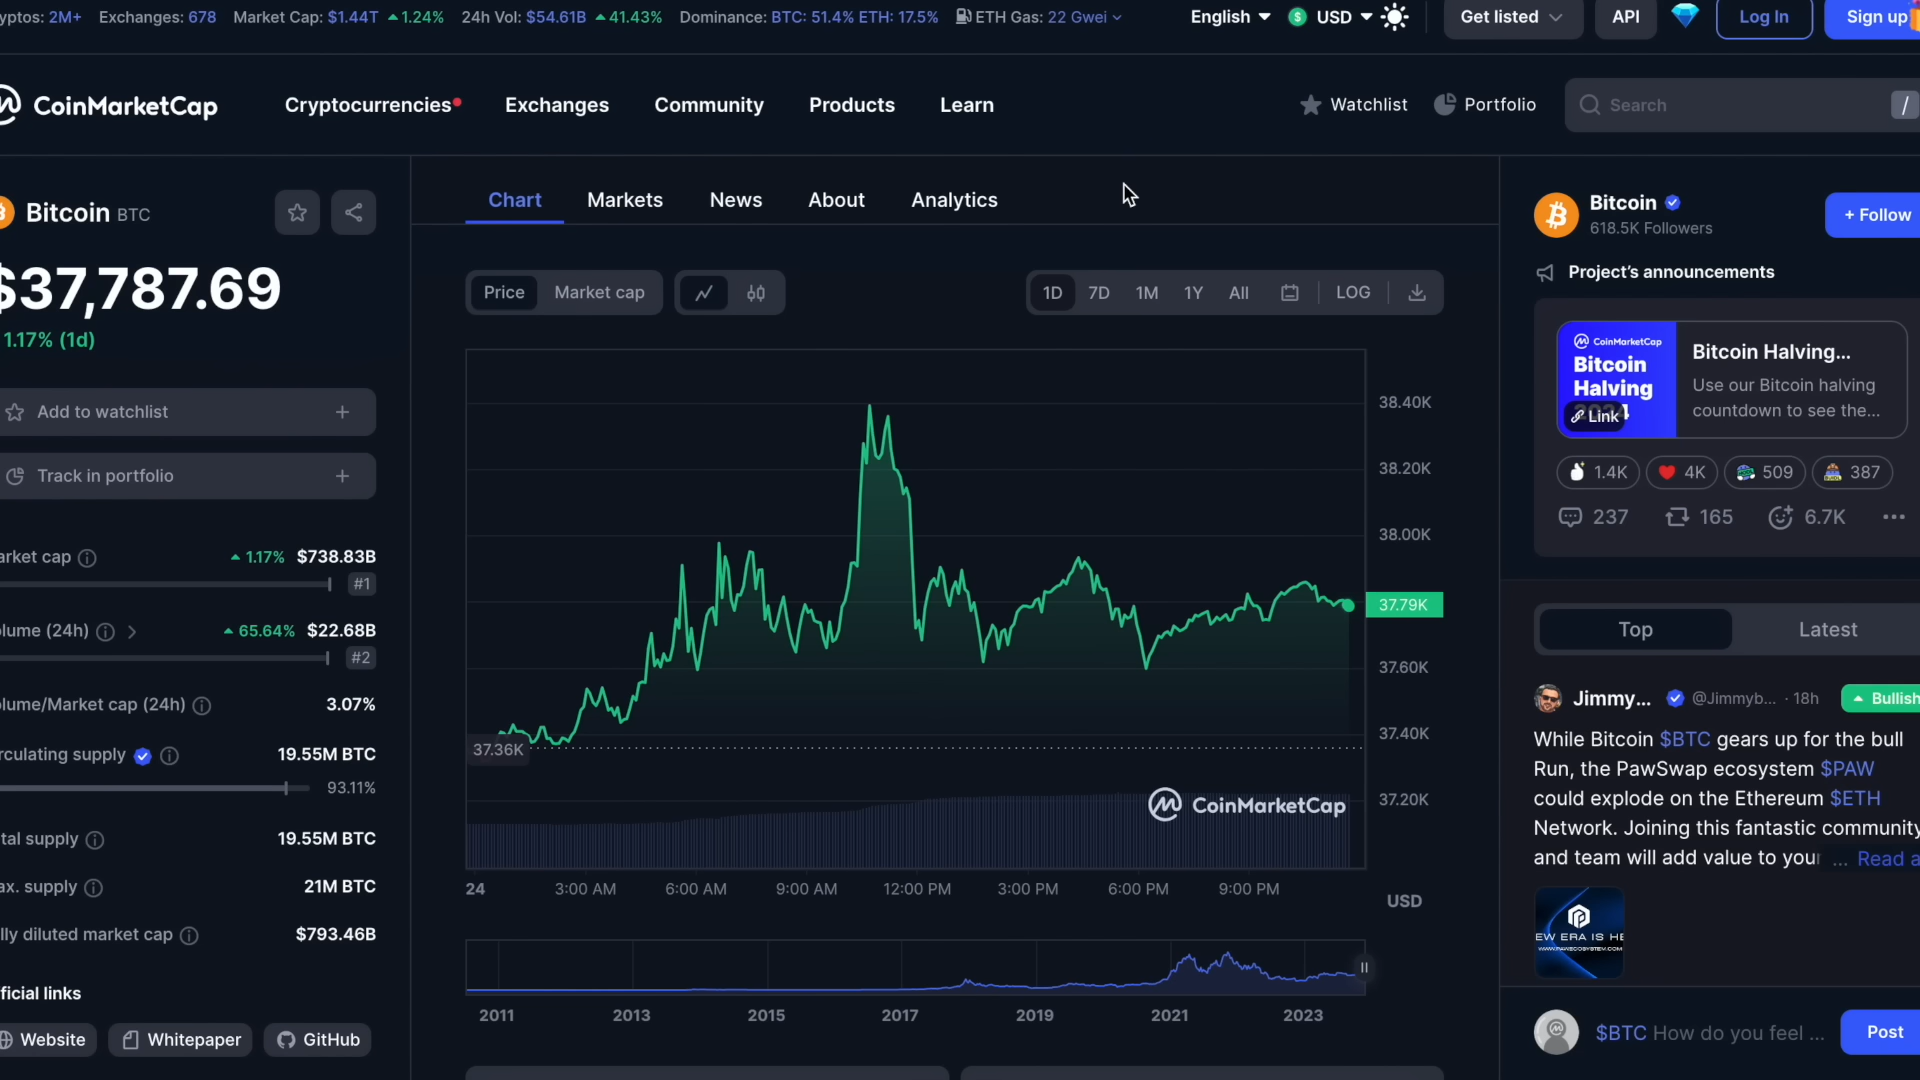 yptos: 2M+ Exchanges: 678 Market Cap: $1.44T 1.24% 24h Vol: $54.61B 41.43% Dominance: BTC: 51.4% ETH: 17.5% ETH Gas: 22 Gwei English USD Get listed API Log In Sign up
CoinMarketCap Cryptocurrencies Exchanges Community Products Learn Watchlist Portfolio Search /
Bitcoin BTC
$37,787.69
1.17% (1d)
Add to watchlist
Track in portfolio
arket cap 1.17% $738.83B
#1
lume (24h) 65.64% $22.68B
#2
lume/Market cap (24h) 3.07%
rculating supply 19.55M BTC
93.11%
tal supply 19.55M BTC
ax. supply 21M BTC
lly diluted market cap $793.46B
ficial links
Website Whitepaper GitHub
Chart Markets News About Analytics
Price Market cap 1D 7D 1M 1Y All LOG
38.40K
38.20K
38.00K
37.79K
37.60K
37.40K
37.36K
37.20K
CoinMarketCap
24 3:00 AM 6:00 AM 9:00 AM 12:00 PM 3:00 PM 6:00 PM 9:00 PM
USD
2011 2013 2015 2017 2019 2021 2023
Bitcoin
618.5K Followers
+ Follow
Project's announcements
CoinMarketCap
Bitcoin
Halving
Link
Bitcoin Halving...
Use our Bitcoin halving
countdown to see the...
1.4K 4K 509 387
237 165 6.7K
Top Latest
Jimmy... @Jimmyb... · 18h Bullish
While Bitcoin $BTC gears up for the bull
Run, the PawSwap ecosystem $PAW
could explode on the Ethereum $ETH
Network. Joining this fantastic community
and team will add value to your ... Read a
EW ERA IS HE
WWW.PAWECOSYSTEM.COM
$BTC How do you feel ... Post